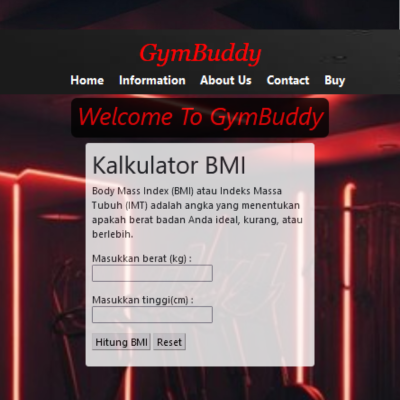 GymBuddy
Home Information About Us Contact Buy
Welcome To GymBuddy
Kalkulator BMI
Body Mass Index (BMI) atau Indeks Massa
Tubuh (IMT) adalah angka yang menentukan
apakah berat badan Anda ideal, kurang, atau
berlebih.
Masukkan berat (kg) :
Masukkan tinggi(cm) :
Hitung BMI Reset